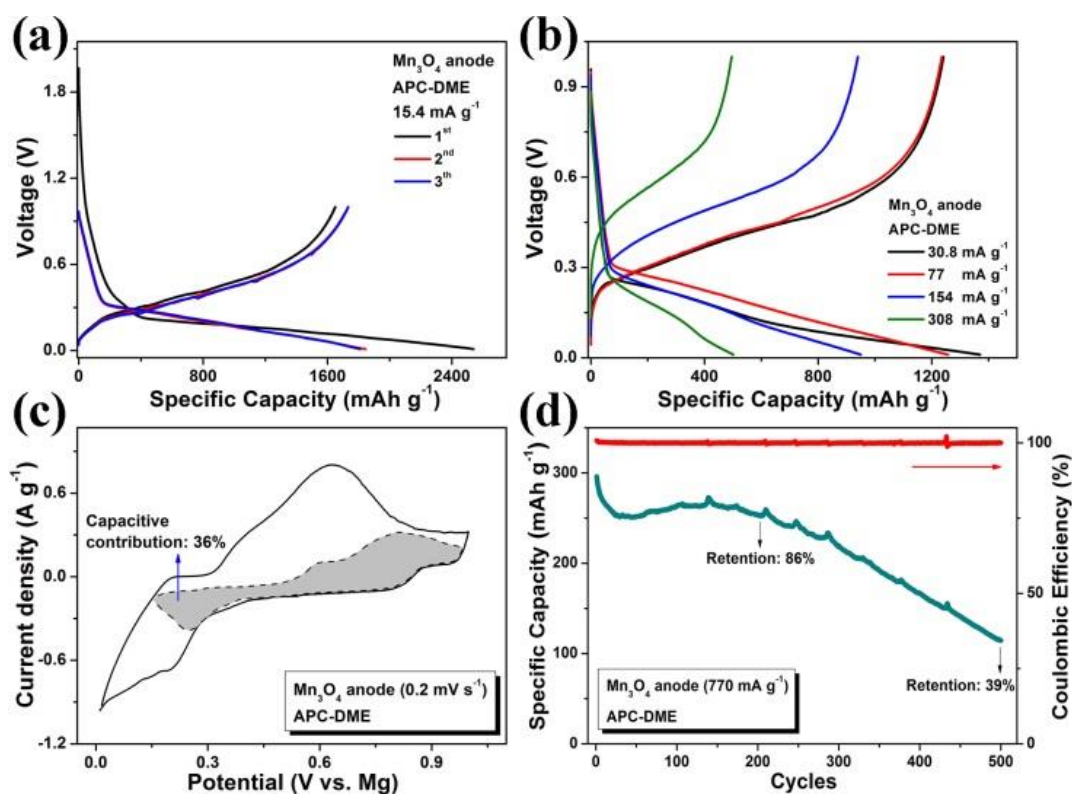 (a)
Mn₃O₄ anode
APC-DME
15.4 mA g⁻¹
1ˢᵗ
2ⁿᵈ
3ᵗʰ
Voltage (V)
1.8
1.2
0.6
0.0
0 800 1600 2400
Specific Capacity (mAh g⁻¹)
(b)
Mn₃O₄ anode
APC-DME
30.8 mA g⁻¹
77 mA g⁻¹
154 mA g⁻¹
308 mA g⁻¹
Voltage (V)
0.9
0.6
0.3
0.0
0 400 800 1200
Specific Capacity (mAh g⁻¹)
(c)
Capacitive
contribution: 36%
Mn₃O₄ anode (0.2 mV s⁻¹)
APC-DME
Current density (A g⁻¹)
0.6
0.0
-0.6
-1.2
0.0 0.3 0.6 0.9
Potential (V vs. Mg)
(d)
Retention: 86%
Retention: 39%
Mn₃O₄ anode (770 mA g⁻¹)
APC-DME
Specific Capacity (mAh g⁻¹)
300
250
200
150
100
50
0
Coulombic Efficiency (%)
100
50
0
0 100 200 300 400 500
Cycles